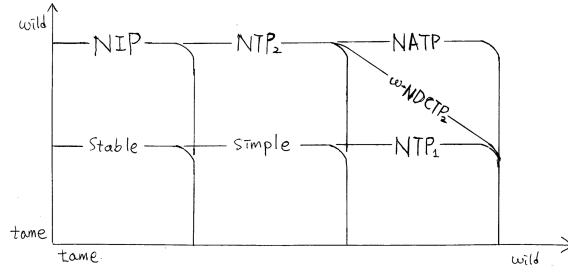 wild
NIP NTP₂ NATP
ω-NDCTP₂
Stable Simple NTP₁
tame
tame wild